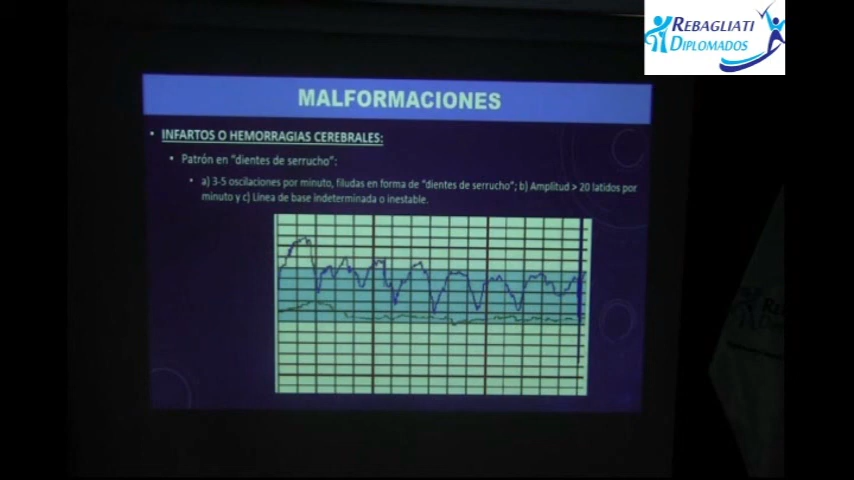 REBAGLIATI
DIPLOMADOS
MALFORMACIONES
• INFARTOS O HEMORRAGIAS CEREBRALES:
• Patrón en "dientes de serrucho":
• a) 3-5 oscilaciones por minuto, filudas en forma de "dientes de serrucho"; b) Amplitud > 20 latidos por
minuto y c) Línea de base indeterminada o inestable.